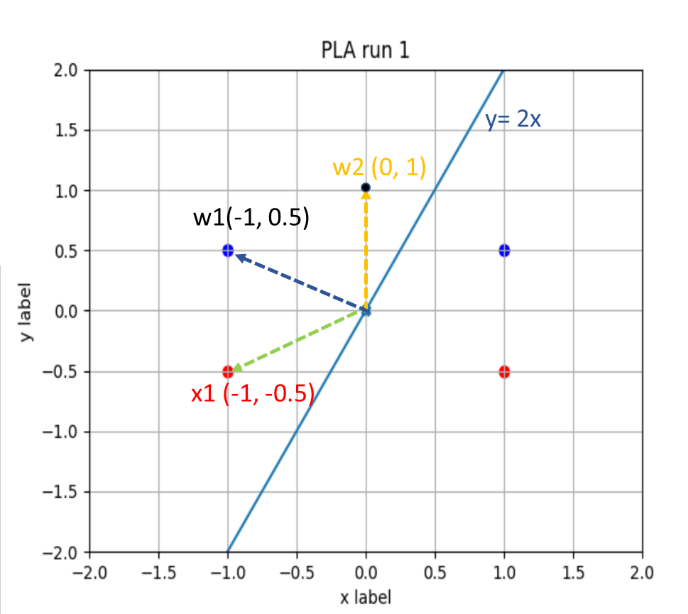 PLA run 1
2.0
y= 2x
1.5
w2 (0, 1)
1.0
w1(-1, 0.5)
0.5
y label
0.0
−0.5
x1 (-1, -0.5)
−1.0
−1.5
−2.0
−2.0 −1.5 −1.0 −0.5 0.0 0.5 1.0 1.5 2.0
x label